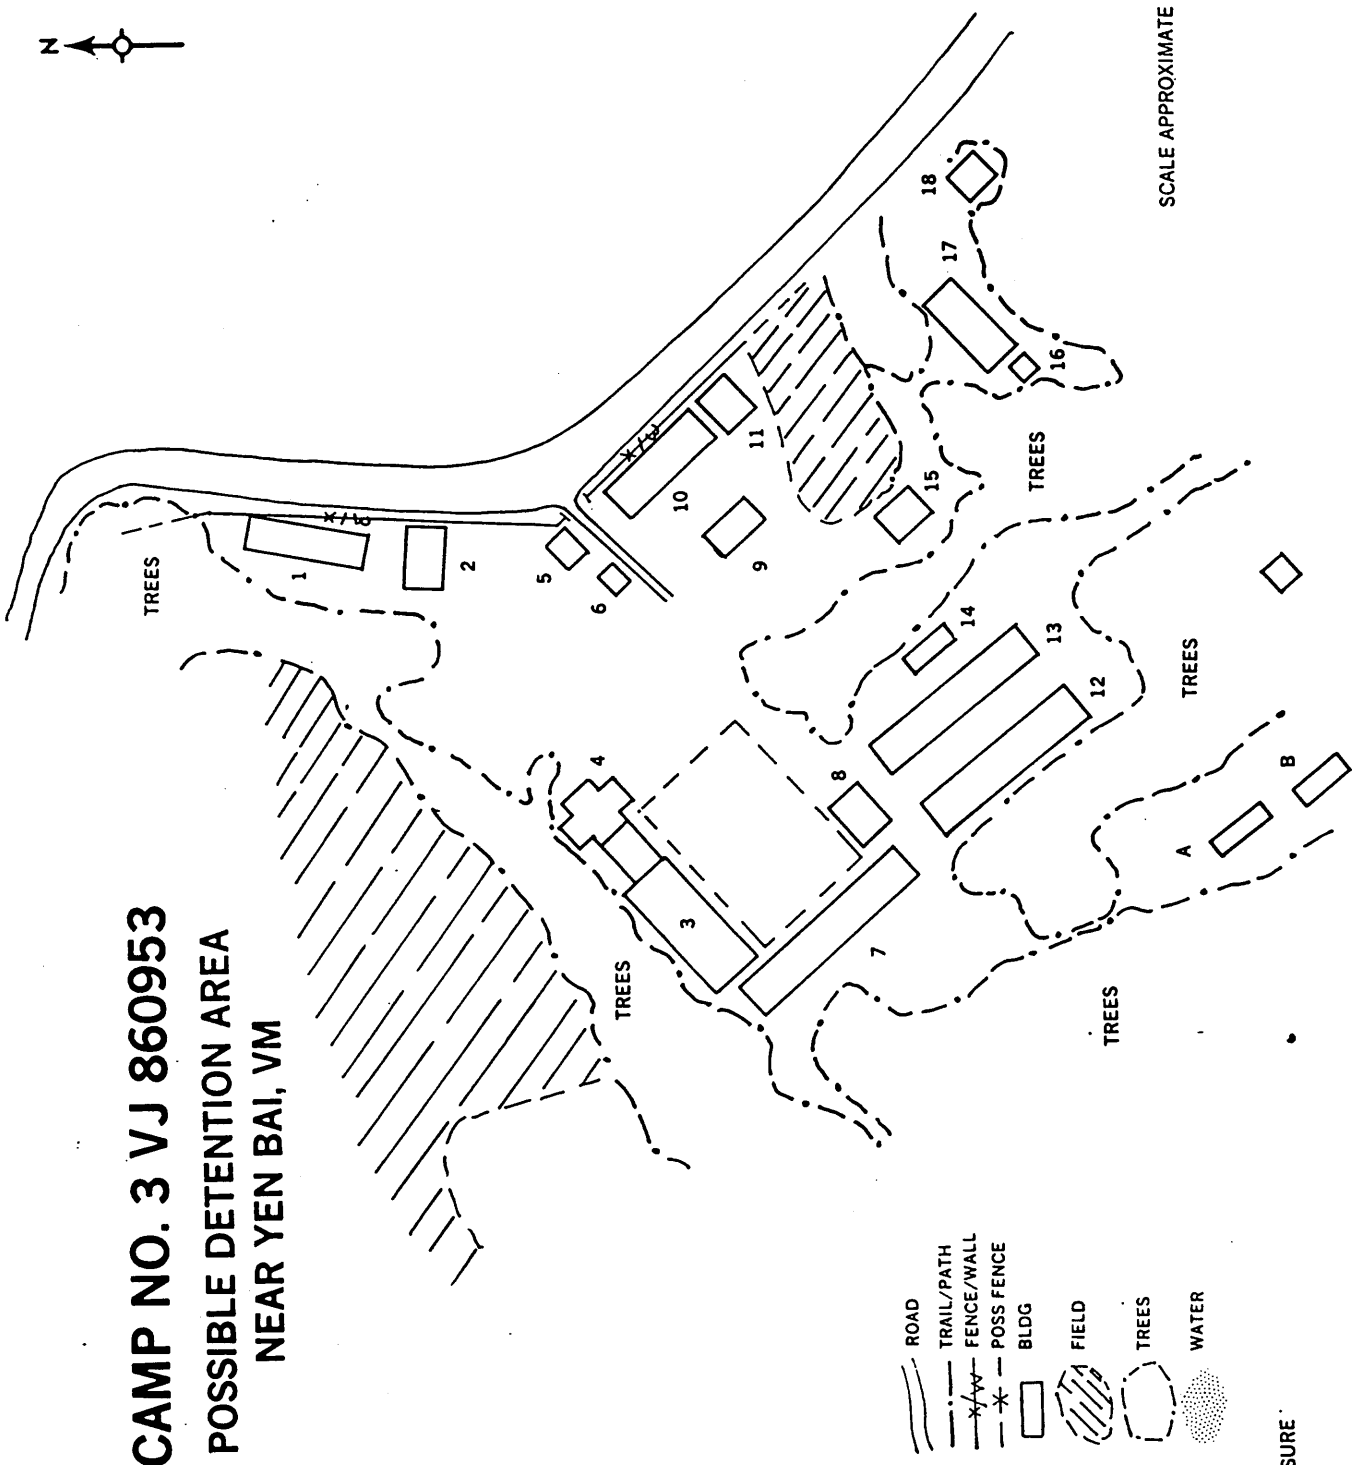 CAMP NO. 3 VJ 860953
POSSIBLE DETENTION AREA
NEAR YEN BAI, VM
N
TREES
1
2
5
6
10
11
9
15
18
17
16
TREES
4
3
TREES
8
7
14
13
12
TREES
A
B
TREES
SCALE APPROXIMATE
ROAD
TRAIL/PATH
x/w FENCE/WALL
POSS FENCE
BLDG
FIELD
TREES
WATER
SURE